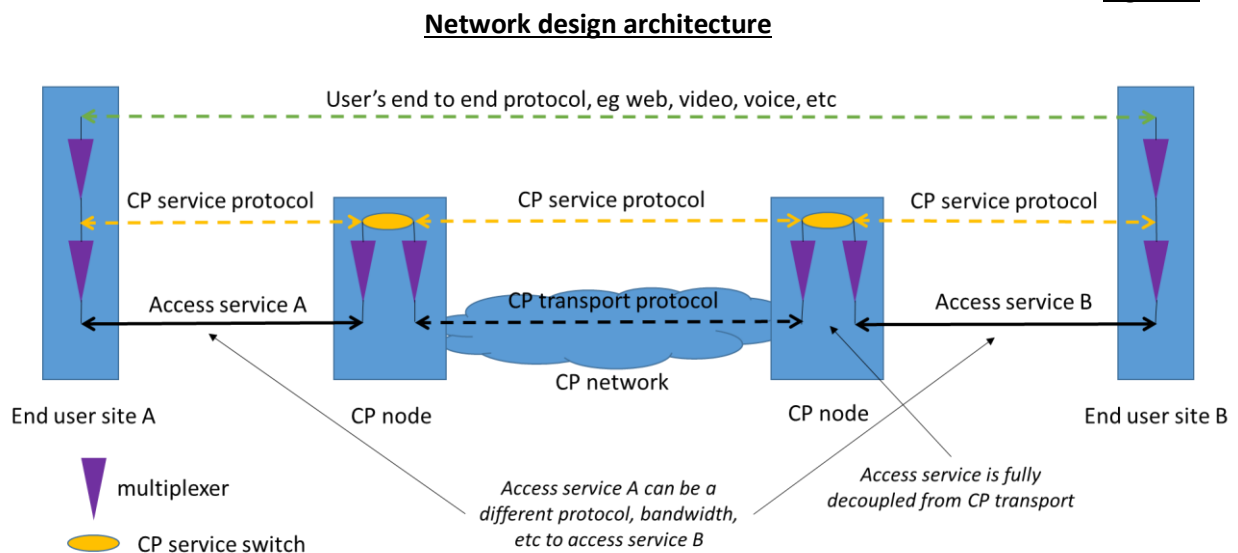 Network design architecture
User's end to end protocol, eg web, video, voice, etc
CP service protocol
CP service protocol
CP service protocol
Access service A
CP transport protocol
Access service B
CP network
End user site A
CP node
CP node
End user site B
multiplexer
CP service switch
Access service A can be a
different protocol, bandwidth,
etc to access service B
Access service is fully
decoupled from CP transport